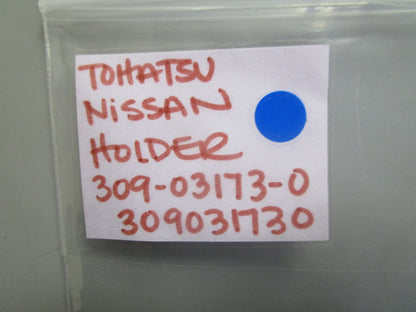 TOHATSU
NiSSAN
HOLDER
309-03173-0
309031730